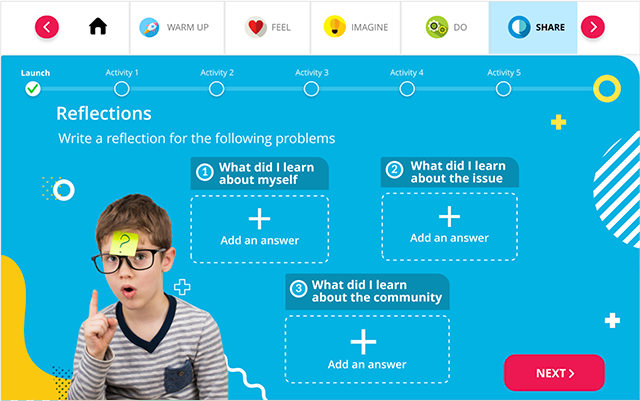 WARM UP
FEEL
IMAGINE
DO
SHARE
Launch
Activity 1
Activity 2
Activity 3
Activity 4
Activity 5
Reflections
Write a reflection for the following problems
1 What did I learn
about myself
Add an answer
2 What did I learn
about the issue
Add an answer
?
3 What did I learn
about the community
Add an answer
NEXT